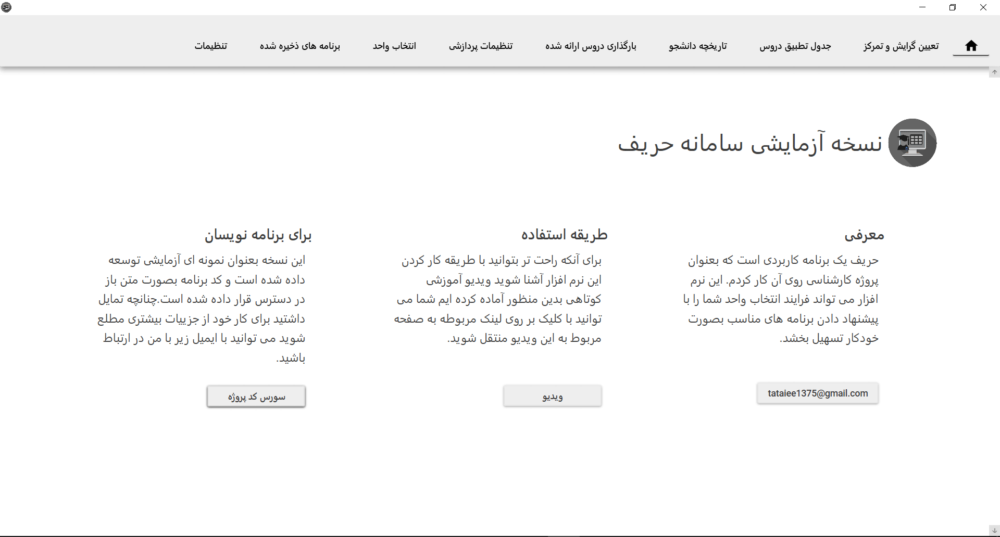 تعیین گرایش و تمرکز
جدول تطبیق دروس
تاریخچه دانشجو
بارگذاری دروس ارائه شده
تنظیمات پردازشی
انتخاب واحد
برنامه های ذخیره شده
تنظیمات
نسخه آزمایشی سامانه حریف
معرفی
حریف یک برنامه کاربردی است که بعنوان
پروژه کارشناسی روی آن کار کردم. این نرم
افزار می تواند فرایند انتخاب واحد شما را با
پیشنهاد دادن برنامه های مناسب بصورت
خودکار تسهیل بخشد.
tataiee1375@gmail.com
طریقه استفاده
برای آنکه راحت تر بتوانید با طریقه کار کردن
این نرم افزار آشنا شوید ویدیو آموزشی
کوتاهی بدین منظور آماده کرده ایم شما می
توانید با کلیک بر روی لینک مربوطه به صفحه
مربوط به این ویدیو منتقل شوید.
ویدیو
برای برنامه نویسان
این نسخه بعنوان نمونه ای آزمایشی توسعه
داده شده است و کد برنامه بصورت متن باز
در دسترس قرار داده شده است.چنانچه تمایل
داشتید برای کار خود از جزییات بیشتری مطلع
شوید می توانید با ایمیل زیر با من در ارتباط
باشید.
سورس کد پروژه